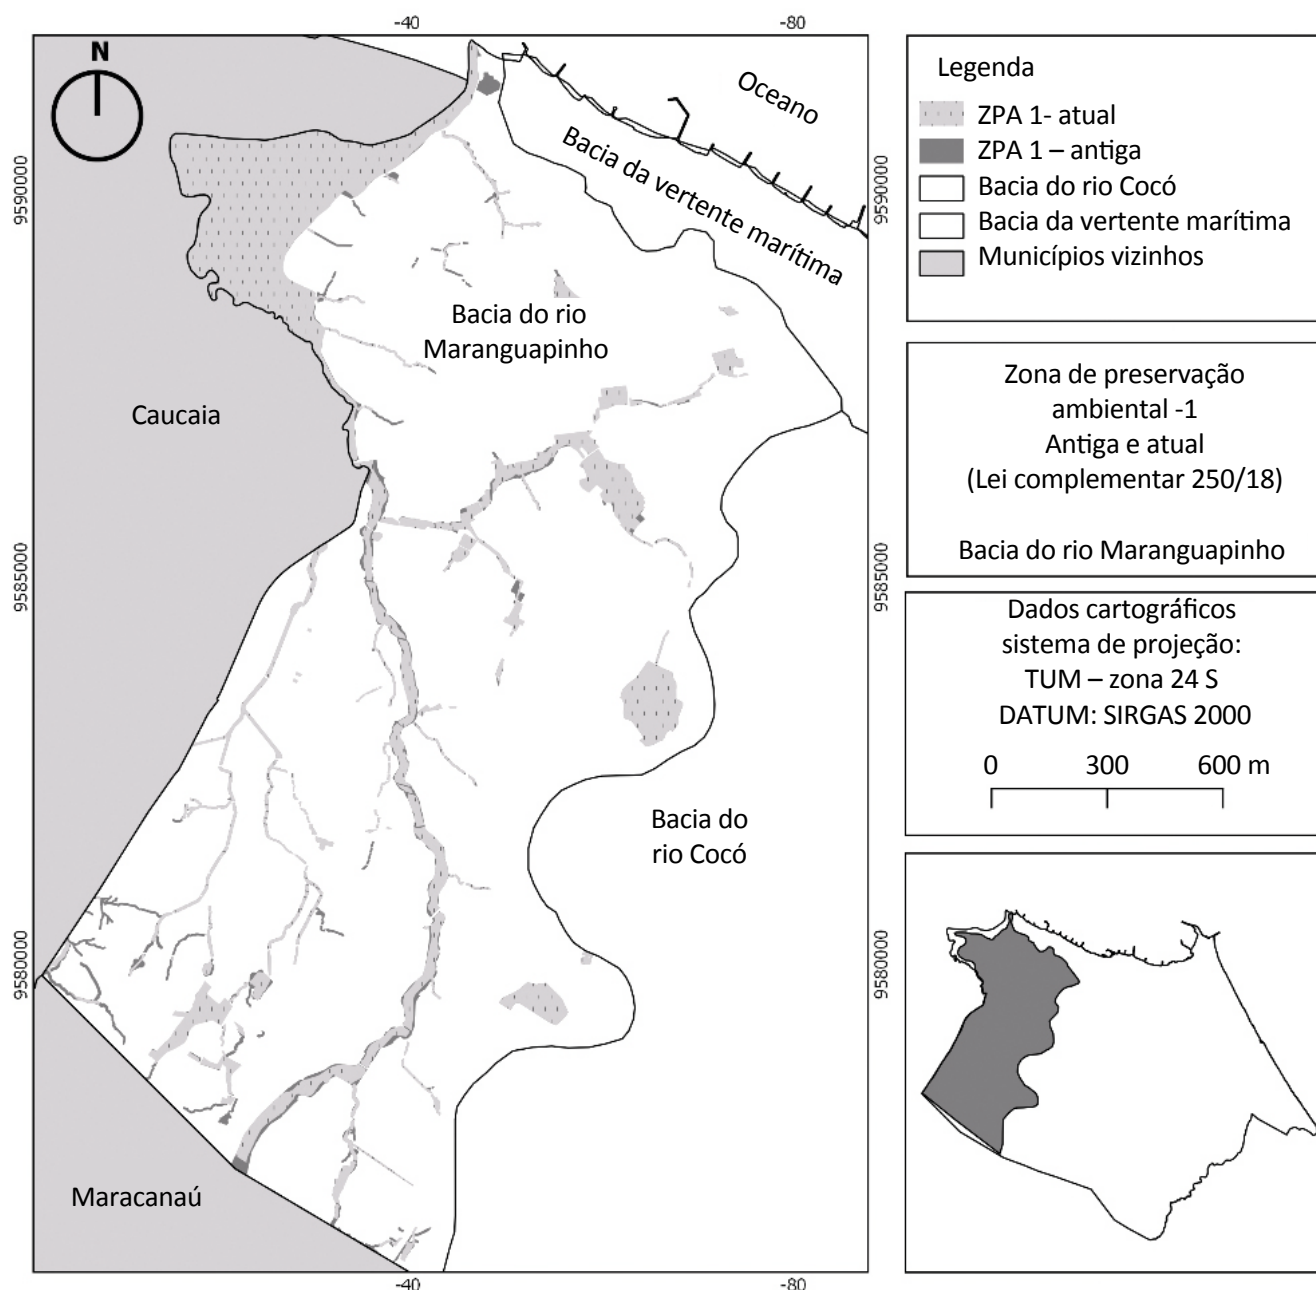 -40
-80
N
Oceano
Bacia da vertente marítima
9590000
9590000
Bacia do rio
Maranguapinho
Caucaia
9585000
9585000
Bacia do
rio Cocó
9580000
9580000
Maracanaú
-40
-80
Legenda
ZPA 1- atual
ZPA 1 – antiga
Bacia do rio Cocó
Bacia da vertente marítima
Municípios vizinhos
Zona de preservação
ambiental -1
Antiga e atual
(Lei complementar 250/18)
Bacia do rio Maranguapinho
Dados cartográficos
sistema de projeção:
TUM – zona 24 S
DATUM: SIRGAS 2000
0 300 600 m